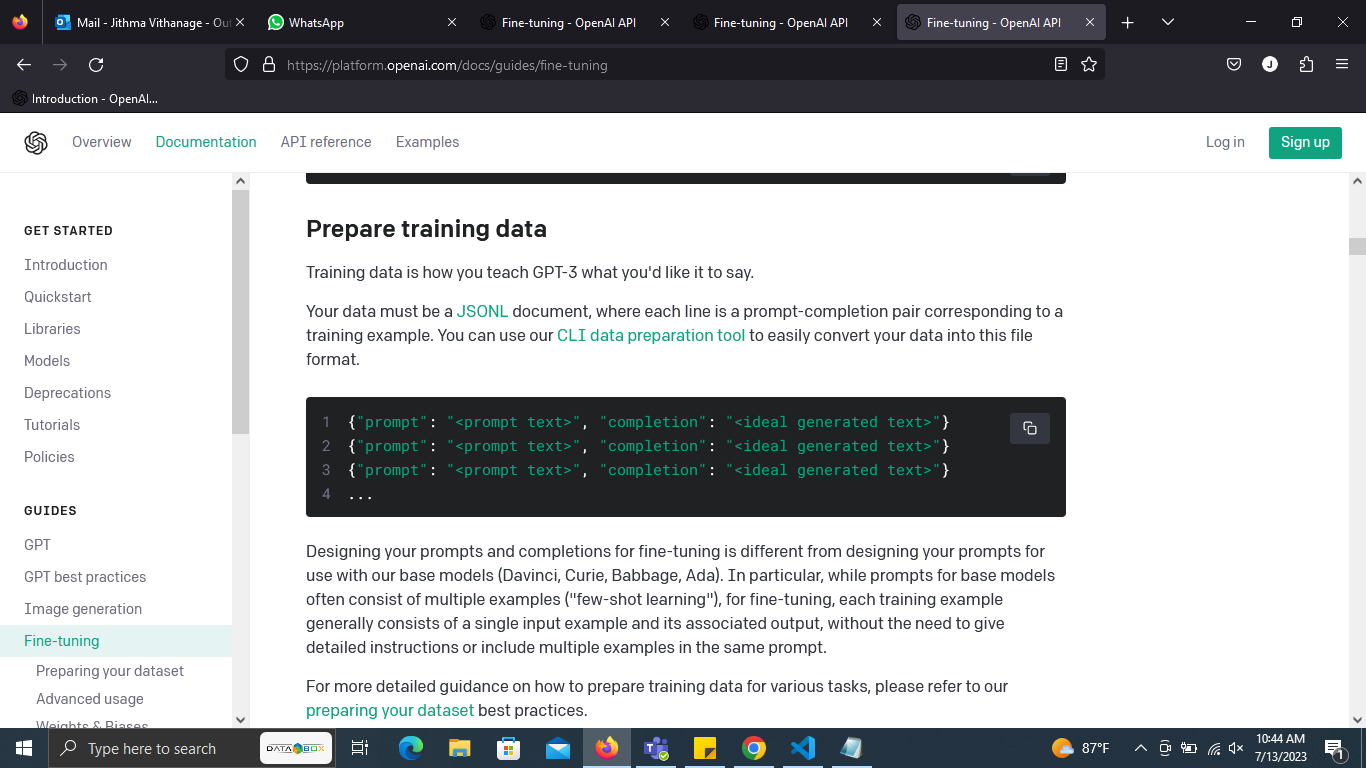 Mail - Jithma Vithanage - Out
WhatsApp
Fine-tuning - OpenAI API
Fine-tuning - OpenAI API
Fine-tuning - OpenAI API
https://platform.openai.com/docs/guides/fine-tuning
J
Introduction - OpenAI...
Overview
Documentation
API reference
Examples
Log in
Sign up
GET STARTED
Introduction
Quickstart
Libraries
Models
Deprecations
Tutorials
Policies
GUIDES
GPT
GPT best practices
Image generation
Fine-tuning
Preparing your dataset
Advanced usage
Weights & Biases
Prepare training data
Training data is how you teach GPT-3 what you'd like it to say.
Your data must be a JSONL document, where each line is a prompt-completion pair corresponding to a
training example. You can use our CLI data preparation tool to easily convert your data into this file
format.
1 {"prompt": "<prompt text>", "completion": "<ideal generated text>"}
2 {"prompt": "<prompt text>", "completion": "<ideal generated text>"}
3 {"prompt": "<prompt text>", "completion": "<ideal generated text>"}
4 ...
Designing your prompts and completions for fine-tuning is different from designing your prompts for
use with our base models (Davinci, Curie, Babbage, Ada). In particular, while prompts for base models
often consist of multiple examples ("few-shot learning"), for fine-tuning, each training example
generally consists of a single input example and its associated output, without the need to give
detailed instructions or include multiple examples in the same prompt.
For more detailed guidance on how to prepare training data for various tasks, please refer to our
preparing your dataset best practices.
Type here to search
DATA BOX
87°F
10:44 AM
7/13/2023
1